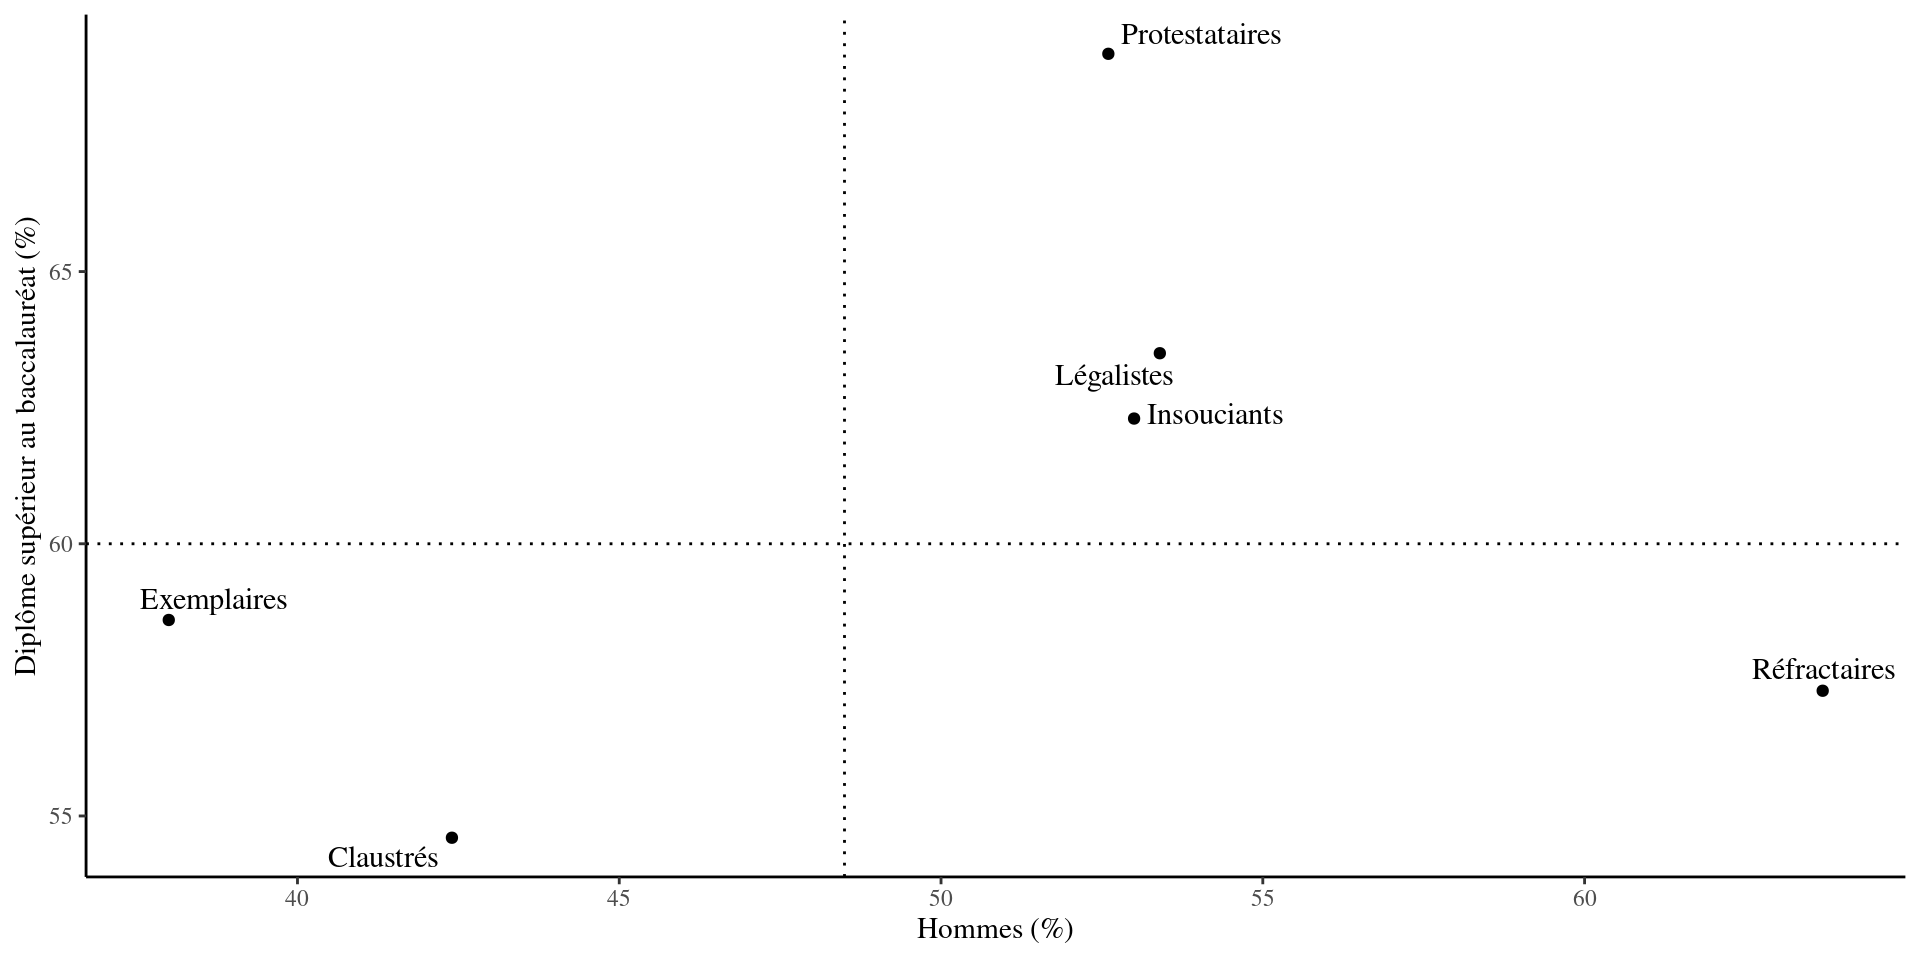 Protestataires
Diplôme supérieur au baccalauréat (%)
65
Légalistes
Insouciants
60
Exemplaires
Réfractaires
55
Claustrés
40
45
50
55
60
Hommes (%)